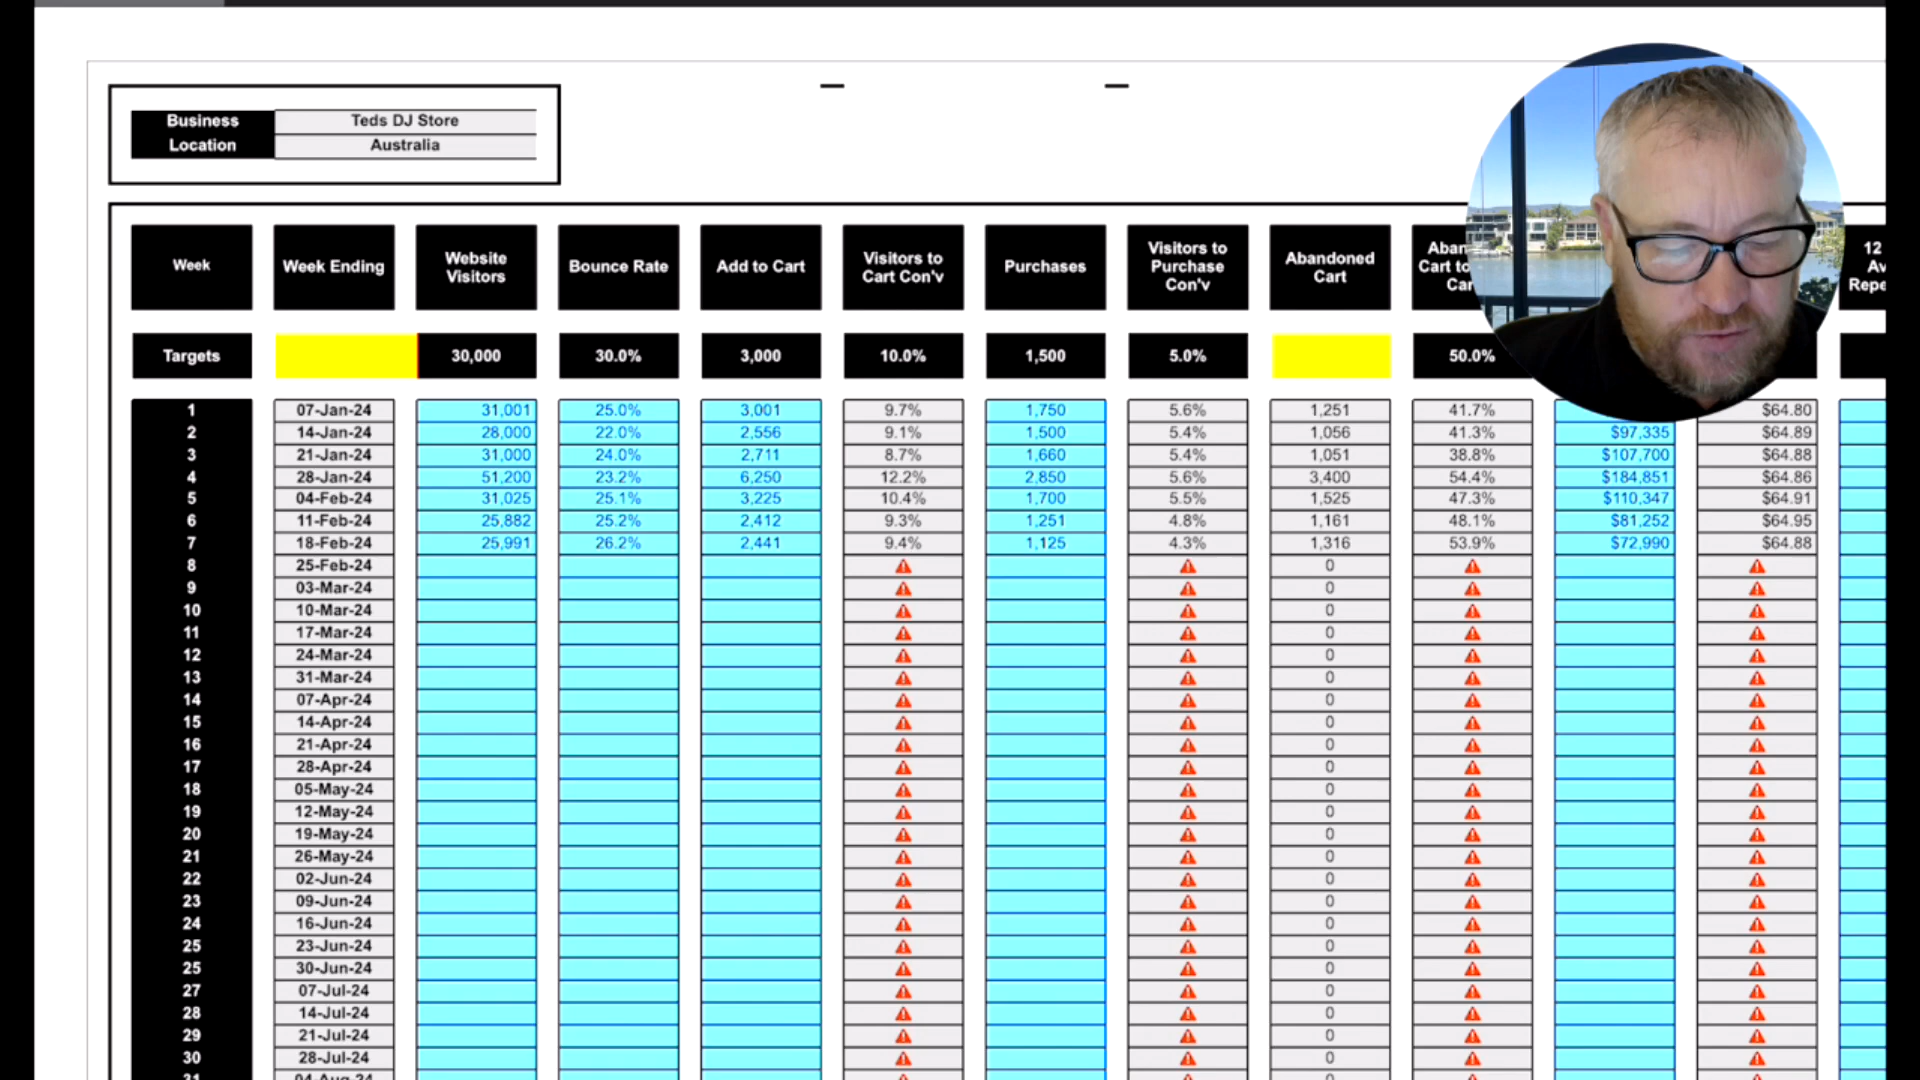 Business Teds DJ Store
Location Australia
Week Week Ending Website Visitors Bounce Rate Add to Cart Visitors to Cart Con'v Purchases Visitors to Purchase Con'v Abandoned Cart
Targets 30,000 30.0% 3,000 10.0% 1,500 5.0% 50.0%
1 07-Jan-24 31,001 25.0% 3,001 9.7% 1,750 5.6% 1,251 41.7% $64.80
2 14-Jan-24 28,000 22.0% 2,556 9.1% 1,500 5.4% 1,056 41.3% $97,335 $64.89
3 21-Jan-24 31,000 24.0% 2,711 8.7% 1,660 5.4% 1,051 38.8% $107,700 $64.88
4 28-Jan-24 51,200 23.2% 6,250 12.2% 2,850 5.6% 3,400 54.4% $184,851 $64.86
5 04-Feb-24 31,025 25.1% 3,225 10.4% 1,700 5.5% 1,525 47.3% $110,347 $64.91
6 11-Feb-24 25,882 25.2% 2,412 9.3% 1,251 4.8% 1,161 48.1% $81,252 $64.95
7 18-Feb-24 25,991 26.2% 2,441 9.4% 1,125 4.3% 1,316 53.9% $72,990 $64.88
8 25-Feb-24 0
9 03-Mar-24 0
10 10-Mar-24 0
11 17-Mar-24 0
12 24-Mar-24 0
13 31-Mar-24 0
14 07-Apr-24 0
15 14-Apr-24 0
16 21-Apr-24 0
17 28-Apr-24 0
18 05-May-24 0
19 12-May-24 0
20 19-May-24 0
21 26-May-24 0
22 02-Jun-24 0
23 09-Jun-24 0
24 16-Jun-24 0
25 23-Jun-24 0
25 30-Jun-24 0
27 07-Jul-24 0
28 14-Jul-24 0
29 21-Jul-24 0
30 28-Jul-24 0